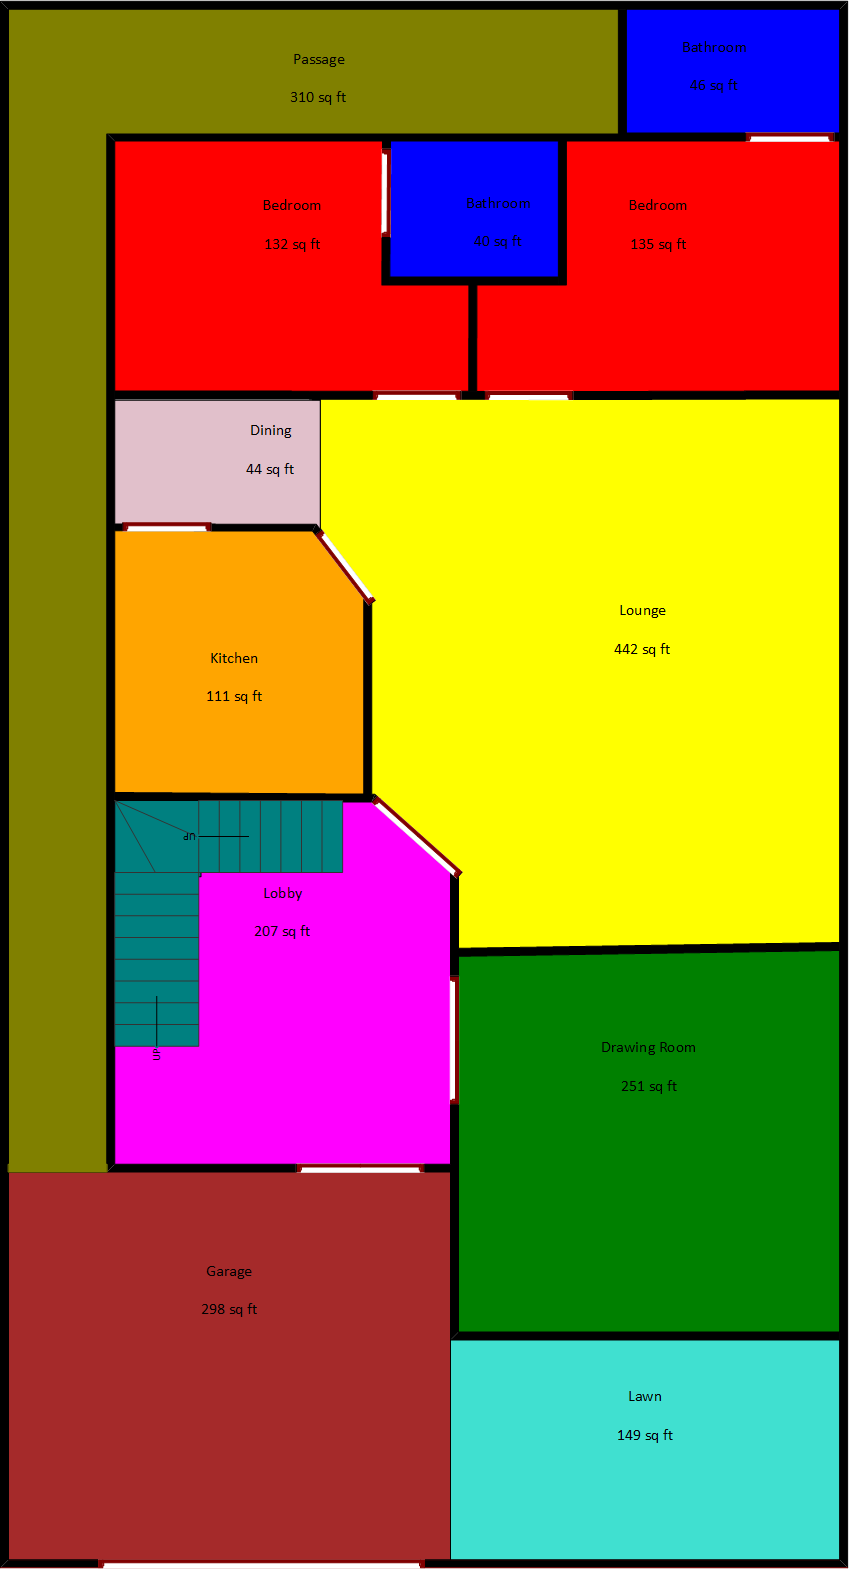 Passage
310 sq ft
Bathroom
46 sq ft
Bedroom
132 sq ft
Bathroom
40 sq ft
Bedroom
135 sq ft
Dining
44 sq ft
Lounge
442 sq ft
Kitchen
111 sq ft
UP
Lobby
207 sq ft
UP
Drawing Room
251 sq ft
Garage
298 sq ft
Lawn
149 sq ft